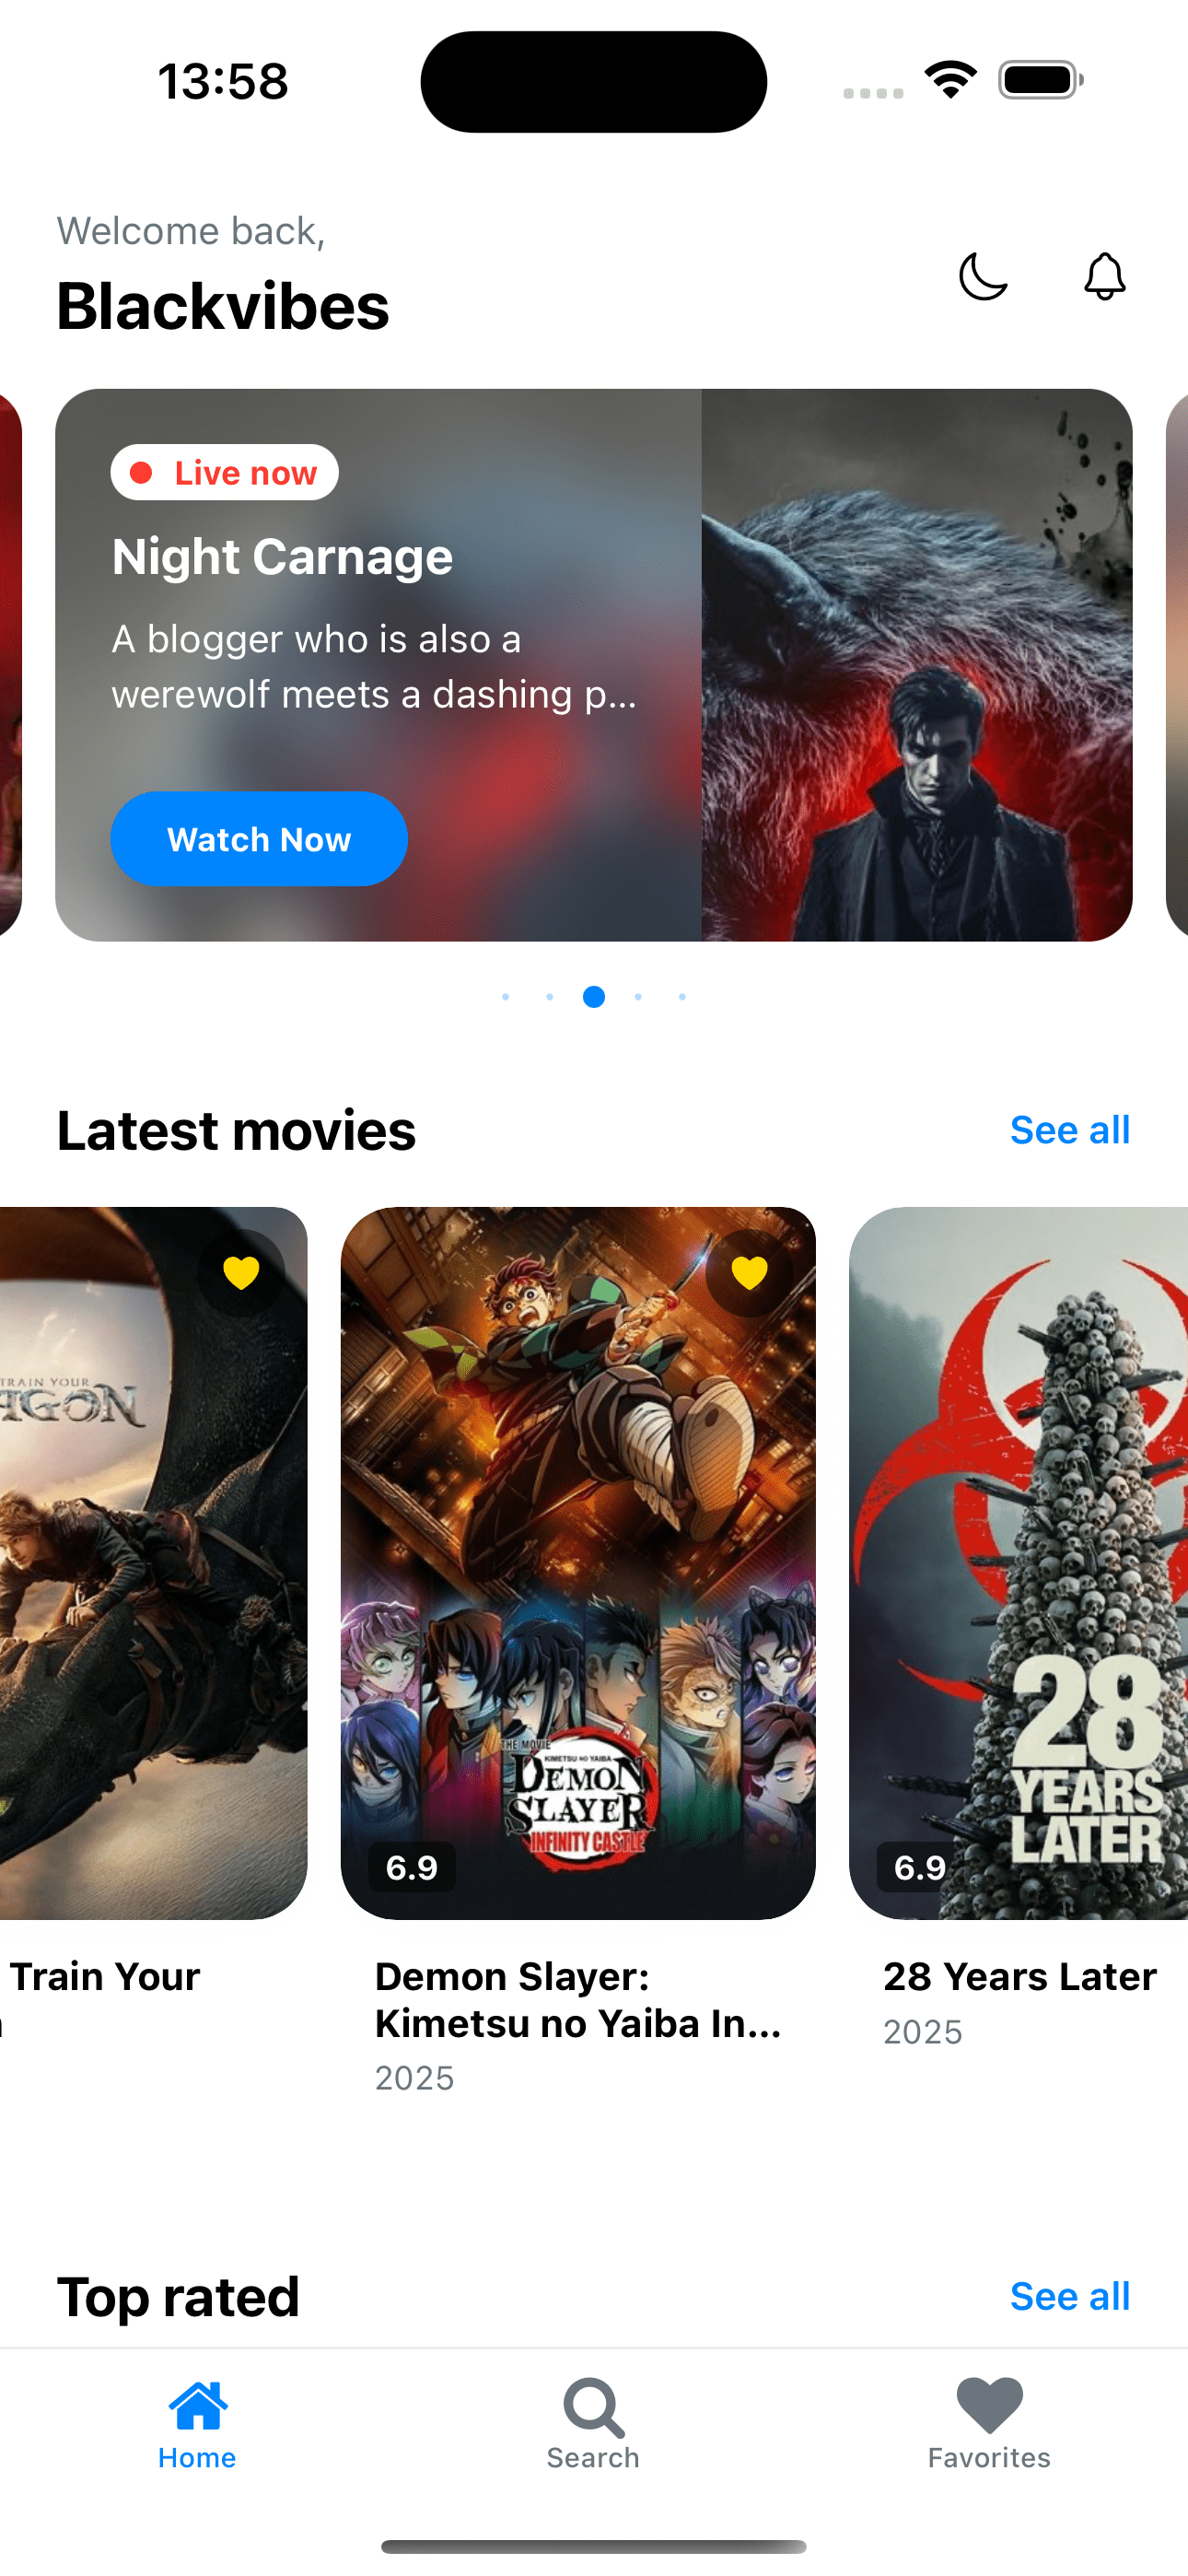 13:58
Welcome back,
Blackvibes
Live now
Night Carnage
A blogger who is also a
werewolf meets a dashing p...
Watch Now
Latest movies
See all
TRAIN YOUR
AGON
THE MOVIE
KIMETSU NO YAIBA
DEMON
SLAYER
INFINITY CASTLE
6.9
28
YEARS
LATER
6.9
Train Your
Demon Slayer:
Kimetsu no Yaiba In...
2025
28 Years Later
2025
Top rated
See all
Home
Search
Favorites